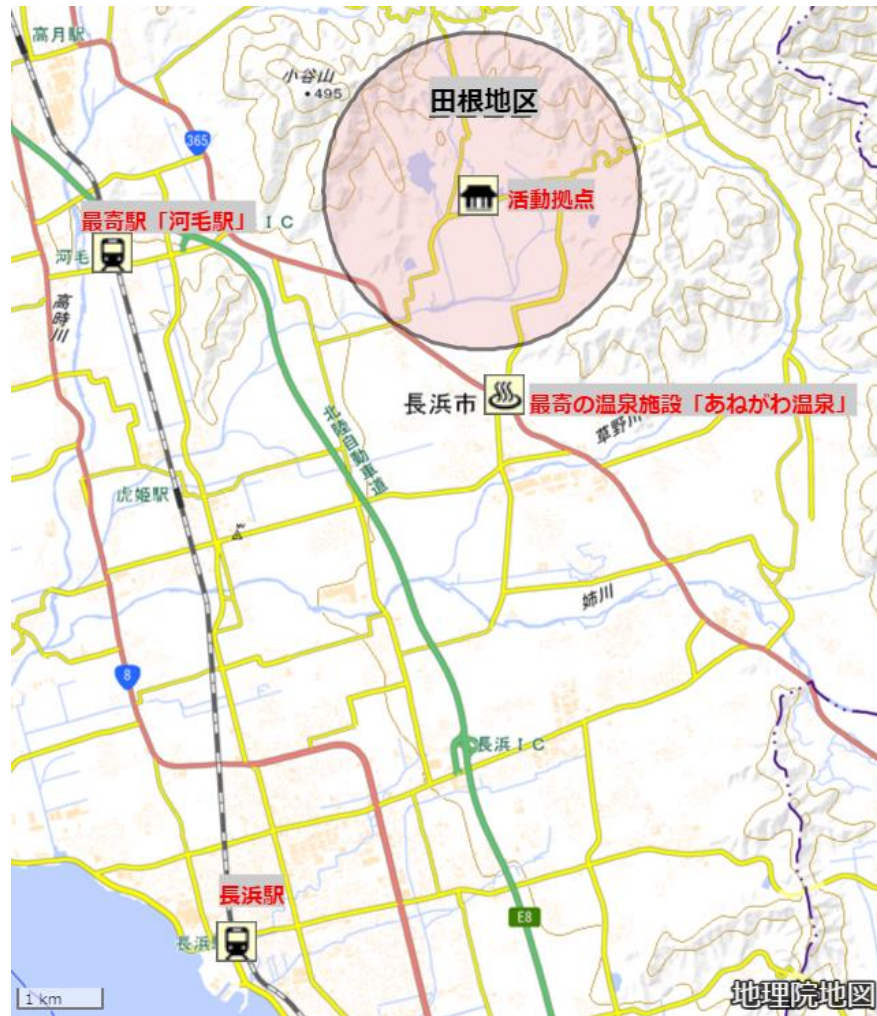 高月駅
小谷山
・495
田根地区
365
活動拠点
最寄駅「河毛駅」
ＩＣ
河毛
高時川
長浜市
最寄の温泉施設「あねがわ温泉」
草野川
北陸自動車道
虎姫駅
姉川
8
長浜ＩＣ
長浜駅
E8
長浜
1 km
地理院地図